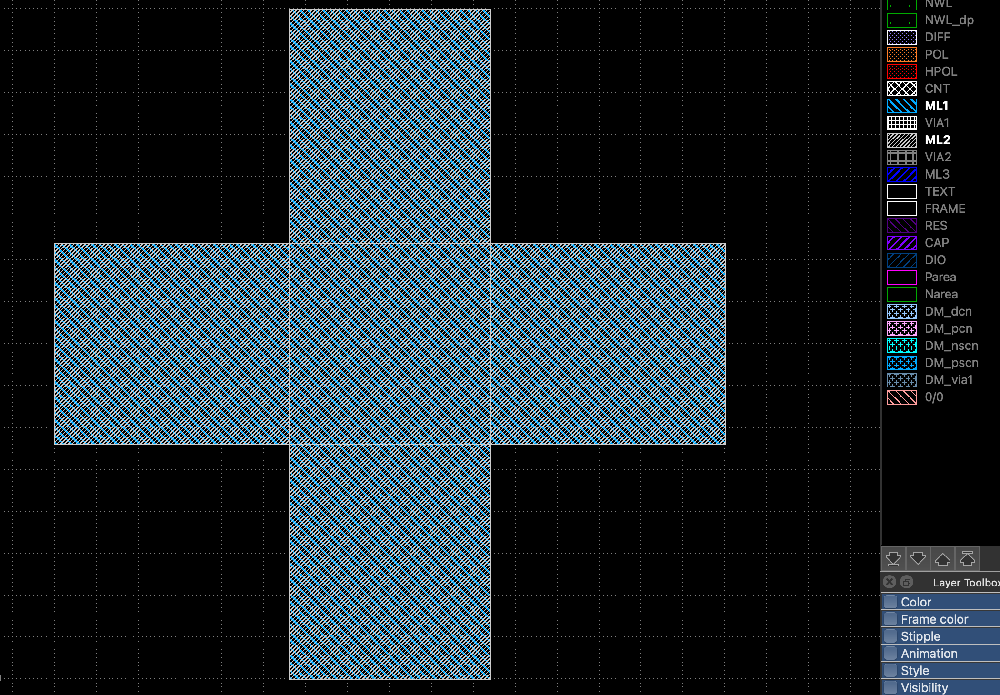 NWL
NWL_dp
DIFF
POL
HPOL
CNT
ML1
VIA1
ML2
VIA2
ML3
TEXT
FRAME
RES
CAP
DIO
Parea
Narea
DM_dcn
DM_pcn
DM_nscn
DM_pscn
DM_via1
0/0
Layer Toolbox
Color
Frame color
Stipple
Animation
Style
Visibility